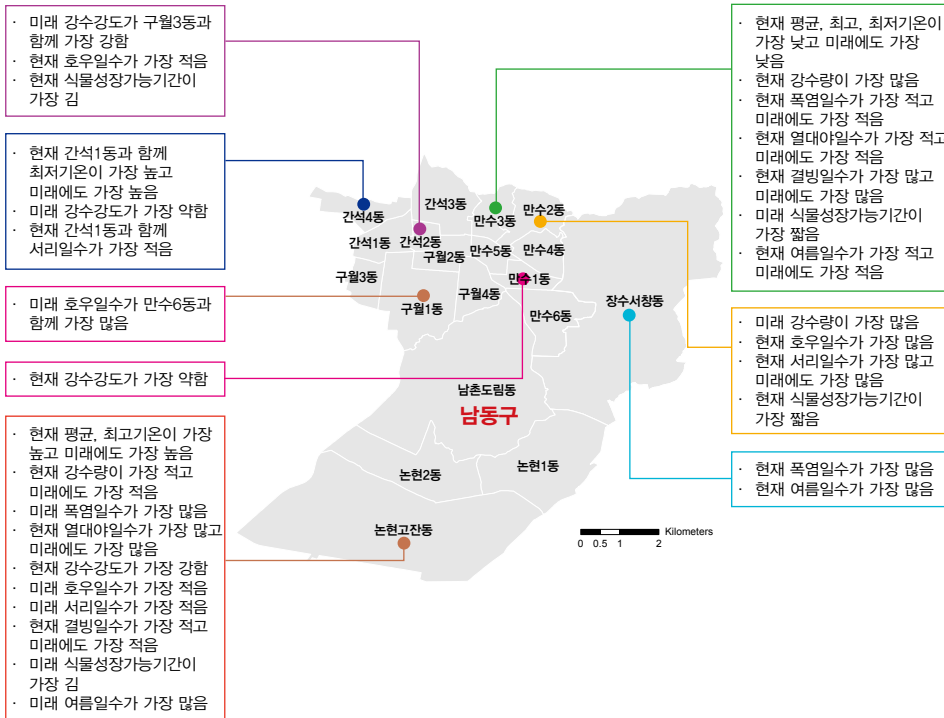 · 미래 강수강도가 구월3동과
함께 가장 강함
· 현재 호우일수가 가장 적음
· 현재 식물성장가능기간이
가장 김
· 현재 간석1동과 함께
최저기온이 가장 높고
미래에도 가장 높음
· 미래 강수강도가 가장 약함
· 현재 간석1동과 함께
서리일수가 가장 적음
· 미래 호우일수가 만수6동과
함께 가장 많음
· 현재 강수강도가 가장 약함
· 현재 평균, 최고기온이 가장
높고 미래에도 가장 높음
· 현재 강수량이 가장 적고
미래에도 가장 적음
· 미래 폭염일수가 가장 많음
· 현재 열대야일수가 가장 많고
미래에도 가장 많음
· 현재 강수강도가 가장 강함
· 미래 호우일수가 가장 적음
· 미래 서리일수가 가장 적음
· 현재 결빙일수가 가장 적고
미래에도 가장 적음
· 미래 식물성장가능기간이
가장 김
· 미래 여름일수가 가장 많음
간석3동
만수2동
간석4동
만수3동
간석1동
간석2동
구월2동
만수5동
만수4동
구월3동
만수1동
구월4동
구월1동
만수6동
장수서창동
남촌도림동
남동구
논현2동
논현1동
논현고잔동
Kilometers
0 0.5 1 2
· 현재 평균, 최고, 최저기온이
가장 낮고 미래에도 가장
낮음
· 현재 강수량이 가장 많음
· 현재 폭염일수가 가장 적고
미래에도 가장 적음
· 현재 열대야일수가 가장 적고
미래에도 가장 적음
· 현재 결빙일수가 가장 많고
미래에도 가장 많음
· 미래 식물성장가능기간이
가장 짧음
· 현재 여름일수가 가장 적고
미래에도 가장 적음
· 미래 강수량이 가장 많음
· 현재 호우일수가 가장 많음
· 현재 서리일수가 가장 많고
미래에도 가장 많음
· 현재 식물성장가능기간이
가장 짧음
· 현재 폭염일수가 가장 많음
· 현재 여름일수가 가장 많음